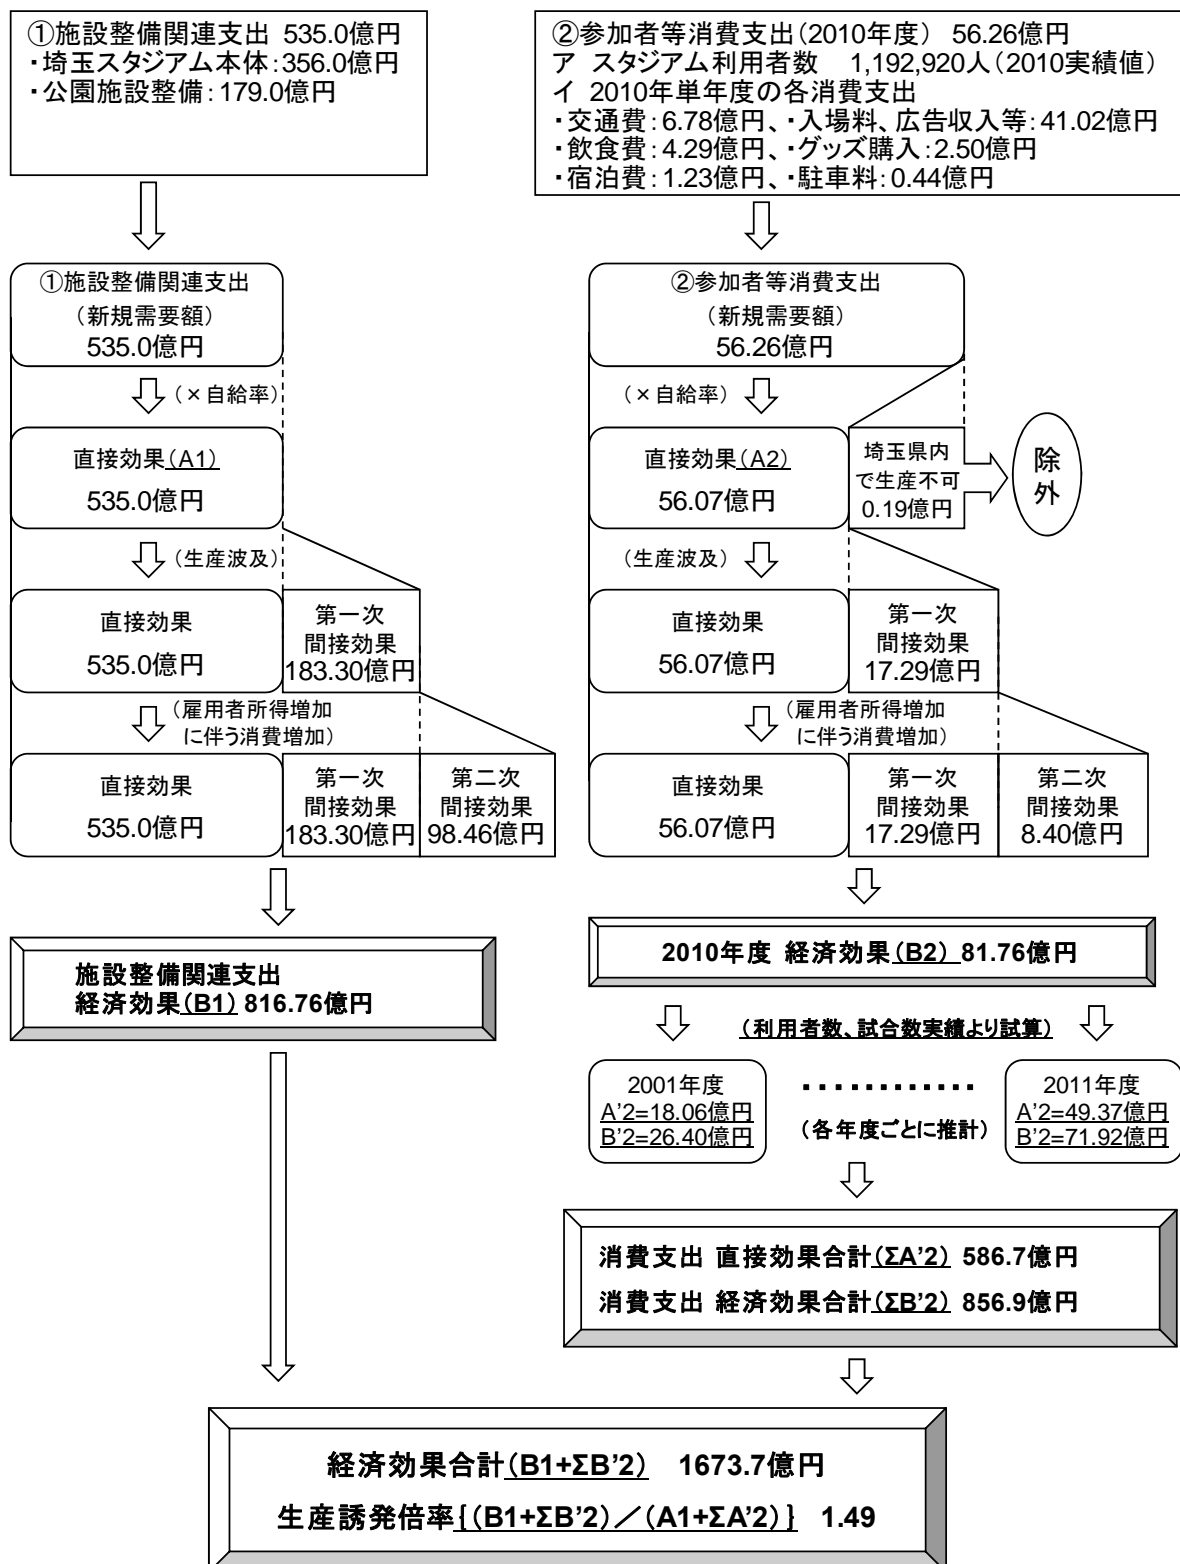 ①施設整備関連支出 535.0億円
・埼玉スタジアム本体：356.0億円
・公園施設整備：179.0億円
②参加者等消費支出（2010年度） 56.26億円
ア スタジアム利用者数 1,192,920人（2010実績値）
イ 2010年単年度の各消費支出
・交通費：6.78億円、・入場料、広告収入等：41.02億円
・飲食費：4.29億円、・グッズ購入：2.50億円
・宿泊費：1.23億円、・駐車料：0.44億円
①施設整備関連支出
（新規需要額）
535.0億円
（×自給率）
直接効果（A1）
535.0億円
（生産波及）
直接効果
535.0億円
第一次
間接効果
183.30億円
（雇用者所得増加
に伴う消費増加）
直接効果
535.0億円
第一次
間接効果
183.30億円
第二次
間接効果
98.46億円
施設整備関連支出
経済効果（B1） 816.76億円
②参加者等消費支出
（新規需要額）
56.26億円
（×自給率）
直接効果（A2）
56.07億円
埼玉県内
で生産不可
0.19億円
除
外
（生産波及）
直接効果
56.07億円
第一次
間接効果
17.29億円
（雇用者所得増加
に伴う消費増加）
直接効果
56.07億円
第一次
間接効果
17.29億円
第二次
間接効果
8.40億円
2010年度 経済効果（B2） 81.76億円
（利用者数、試合数実績より試算）
2001年度
A’2=18.06億円
B’2=26.40億円
・・・・・・・・・・・・
（各年度ごとに推計）
2011年度
A’2=49.37億円
B’2=71.92億円
消費支出 直接効果合計（ΣA’2） 586.7億円
消費支出 経済効果合計（ΣB’2） 856.9億円
経済効果合計（B1+ΣB’2） 1673.7億円
生産誘発倍率｛（B1+ΣB’2）／（A1+ΣA’2）｝ 1.49